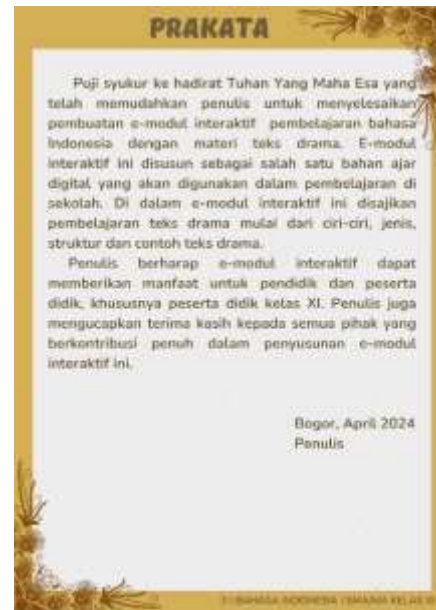 PRAKATA
Puji syukur ke hadirat Tuhan Yang Maha Esa yang
telah memudahkan penulis untuk menyelesaikan
pembuatan e-modul interaktif pembelajaran bahasa
Indonesia dengan materi teks drama. E-modul
interaktif ini disusun sebagai salah satu bahan ajar
digital yang akan digunakan dalam pembelajaran di
sekolah. Di dalam e-modul interaktif ini disajikan
pembelajaran teks drama mulai dari ciri-ciri, jenis,
struktur dan contoh teks drama.
Penulis berharap e-modul interaktif dapat
memberikan manfaat untuk pendidik dan peserta
didik, khususnya peserta didik kelas XI. Penulis juga
mengucapkan terima kasih kepada semua pihak yang
berkontribusi penuh dalam penyusunan e-modul
interaktif ini.
Bogor, April 2024
Penulis
BAHASA INDONESIA SMA/MA KELAS XI